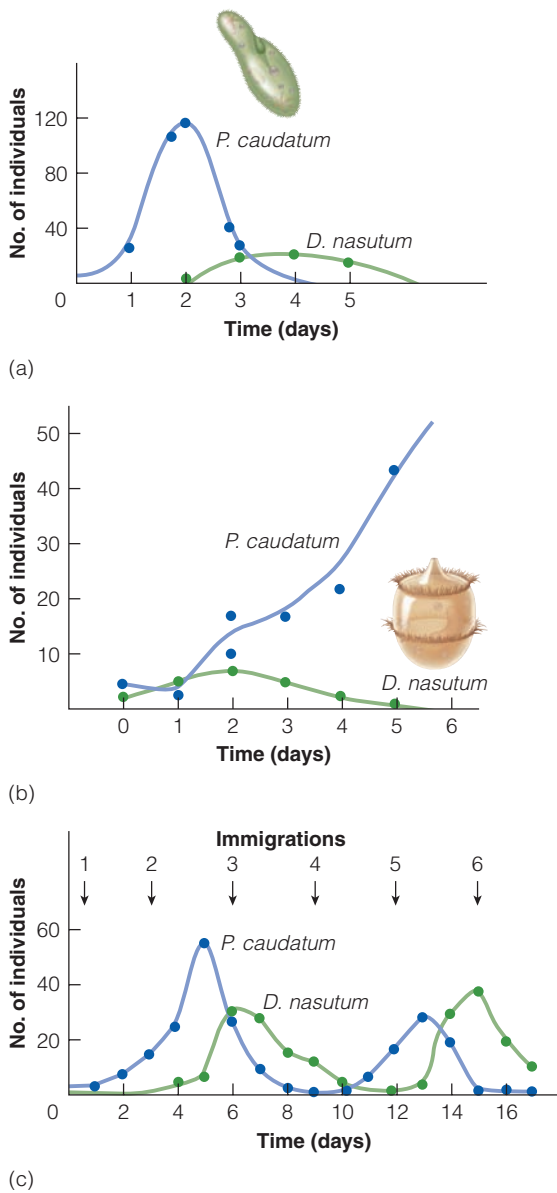 No. of individuals
120
80
40
0
P. caudatum
D. nasutum
1 2 3 4 5
Time (days)
(a)
No. of individuals
50
40
30
20
10
P. caudatum
D. nasutum
0 1 2 3 4 5 6
Time (days)
(b)
Immigrations
1 2 3 4 5 6
No. of individuals
60
40
20
P. caudatum
D. nasutum
0 2 4 6 8 10 12 14 16
Time (days)
(c)